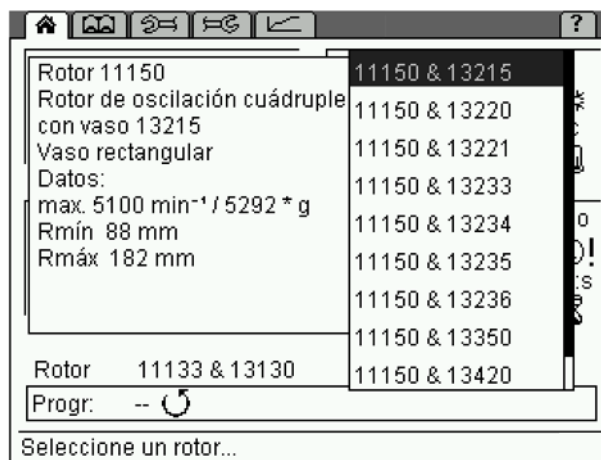 ?
Rotor 11150
Rotor de oscilación cuádruple
con vaso 13215
Vaso rectangular
Datos:
max. 5100 min⁻¹ / 5292 * g
Rmín 88 mm
Rmáx 182 mm
11150 & 13215
11150 & 13220
11150 & 13221
11150 & 13233
11150 & 13234
11150 & 13235
11150 & 13236
11150 & 13350
11150 & 13420
Rotor 11133 & 13130
Progr: --
Seleccione un rotor...